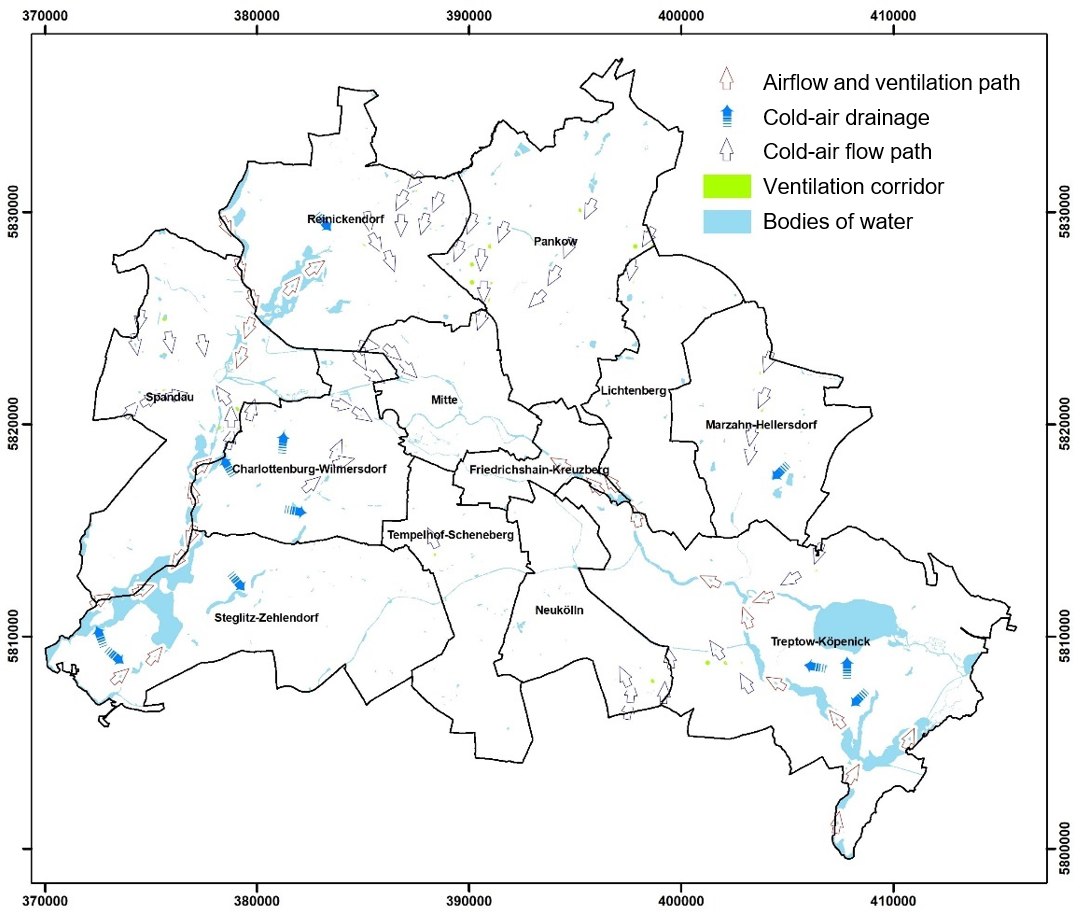 370000 380000 390000 400000 410000
Airflow and ventilation path
Cold-air drainage
Cold-air flow path
Ventilation corridor
Bodies of water
5830000 5830000
Reinickendorf
Pankow
Lichtenberg
Spandau
Mitte
5820000 5820000
Marzahn-Hellersdorf
Charlottenburg-Wilmersdorf
Friedrichshain-Kreuzberg
Tempelhof-Scheneberg
Steglitz-Zehlendorf
Neukölln
5810000 5810000
Treptow-Köpenick
5800000
370000 380000 390000 400000 410000